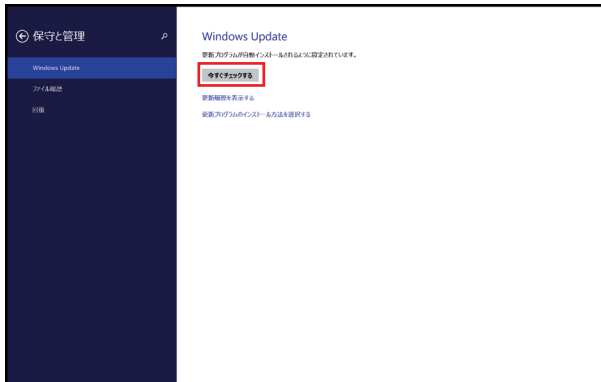 保守と管理
Windows Update
ファイル履歴
回復
Windows Update
更新プログラムが自動インストールされるように設定されています。
今すぐチェックする
更新履歴を表示する
更新プログラムのインストール方法を選択する